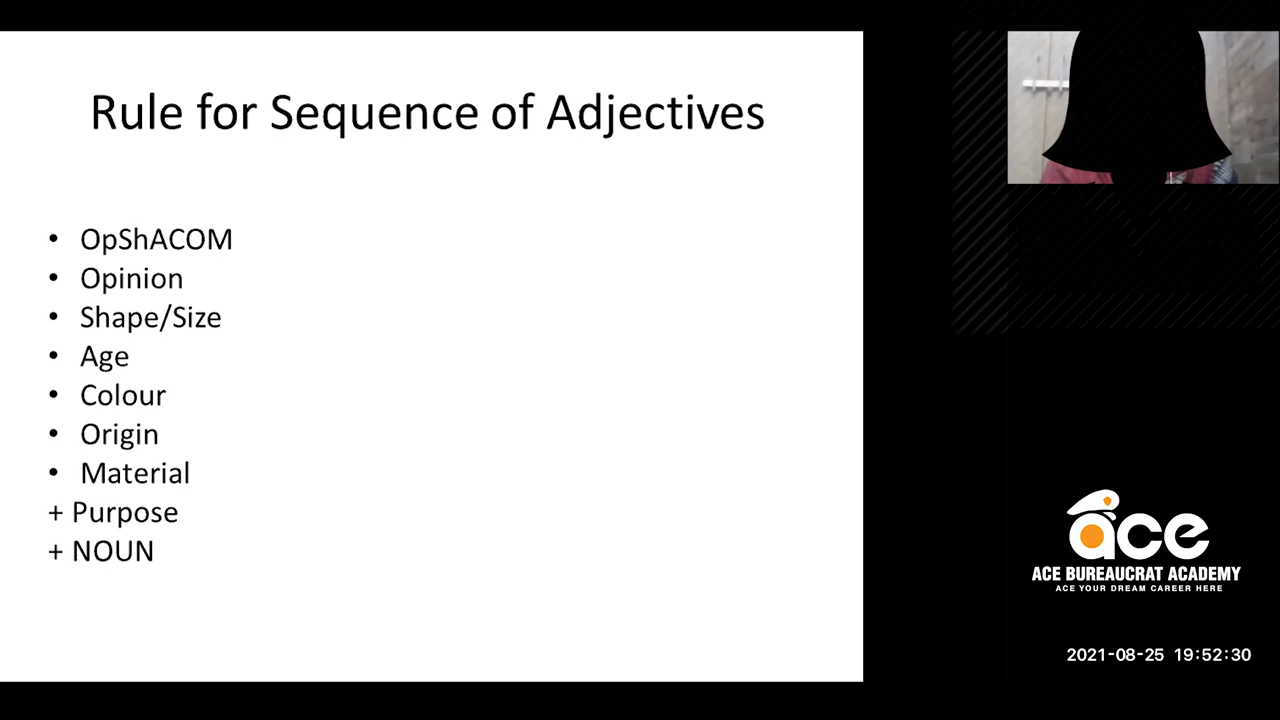 Rule for Sequence of Adjectives
• OpShACOM
• Opinion
• Shape/Size
• Age
• Colour
• Origin
• Material
+ Purpose
+ NOUN
ace
ACE BUREAUCRAT ACADEMY
ACE YOUR DREAM CAREER HERE
2021-08-25 19:52:30